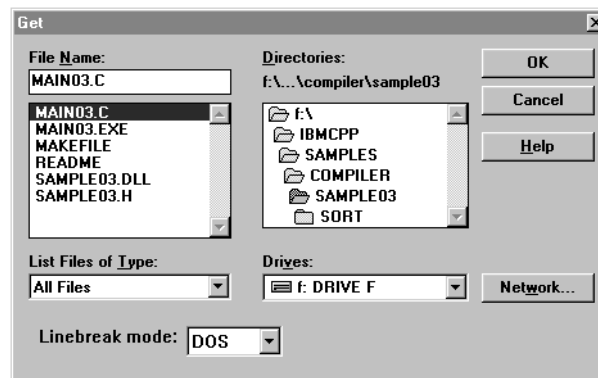 Get
File Name:
MAIN03.C
MAIN03.C
MAIN03.EXE
MAKEFILE
README
SAMPLE03.DLL
SAMPLE03.H
List Files of Type:
All Files
Directories:
f:\...\compiler\sample03
f:\
IBMCPP
SAMPLES
COMPILER
SAMPLE03
SORT
Drives:
f: DRIVE F
OK
Cancel
Help
Network...
Linebreak mode: DOS